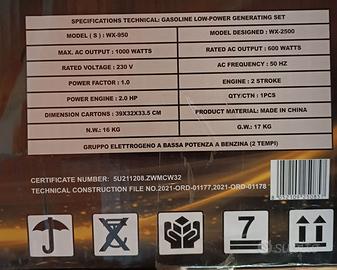 SPECIFICATIONS TECHNICAL: GASOLINE LOW-POWER GENERATING SET
MODEL ( S ) : WX-950
MODEL DESIGNED : WX-2500
MAX. AC OUTPUT : 1000 WATTS
RATED AC OUTPUT : 600 WATTS
RATED VOLTAGE : 230 V
AC FREQUENCY : 50 HZ
POWER FACTOR : 1.0
ENGINE : 2 STROKE
POWER ENGINE : 2.0 HP
QTY/CTN : 1PCS
DIMENSION CARTONS : 39X32X33.5 CM
PRODUCT MATERIAL: MADE IN CHINA
N.W.: 16 KG
G.W.: 17 KG
GRUPPO ELETTROGENO A BASSA POTENZA A BENZINA (2 TEMPI)
CERTIFICATE NUMBER: 5U211208.ZWMCW32
TECHNICAL CONSTRUCTION FILE NO.2021-ORD-01177,2021-ORD-01178
7